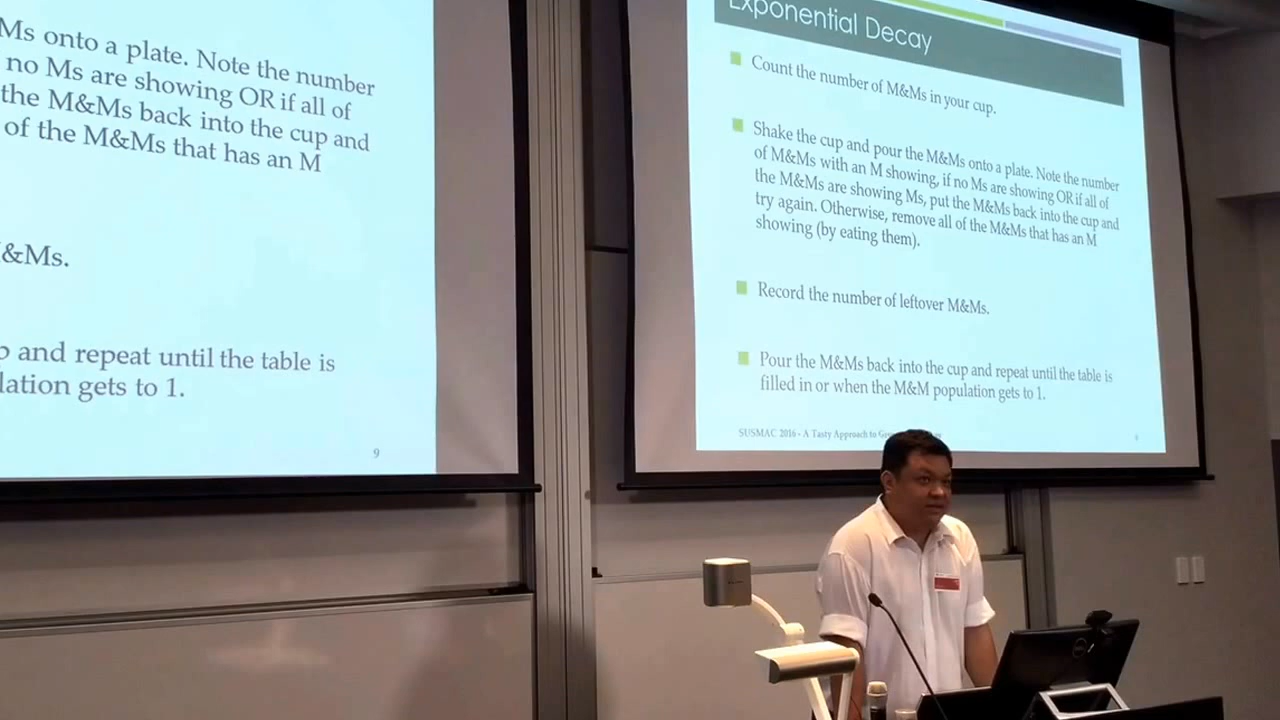 Ms onto a plate. Note the number
no Ms are showing OR if all of
the M&Ms back into the cup and
of the M&Ms that has an M
&Ms.
and repeat until the table is
lation gets to 1.
9
Exponential Decay
Count the number of M&Ms in your cup.
Shake the cup and pour the M&Ms onto a plate. Note the number
of M&Ms with an M showing, if no Ms are showing OR if all of
the M&Ms are showing Ms, put the M&Ms back into the cup and
try again. Otherwise, remove all of the M&Ms that has an M
showing (by eating them).
Record the number of leftover M&Ms.
Pour the M&Ms back into the cup and repeat until the table is
filled in or when the M&M population gets to 1.
SUSMAC 2016 - A Tasty Approach to